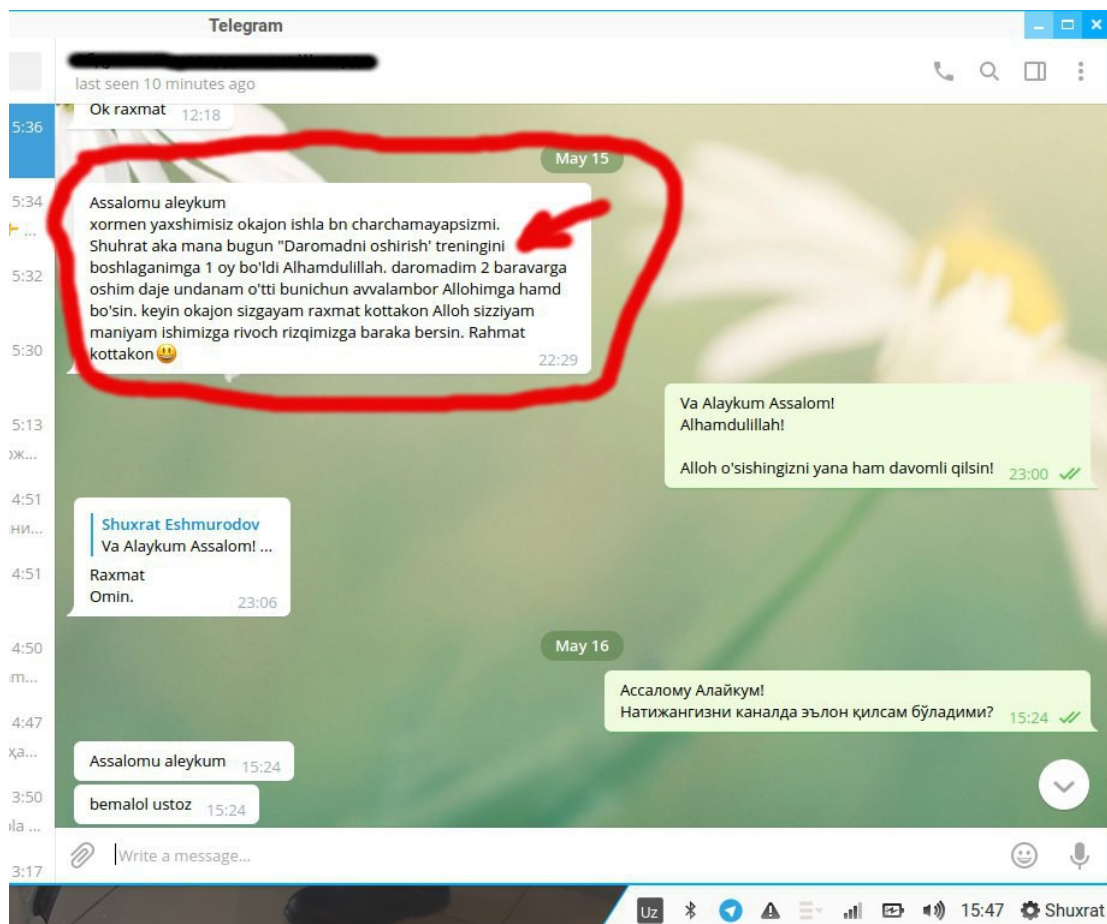 Telegram
last seen 10 minutes ago
5:36
5:34
...
5:32
5:30
5:13
ож...
4:51
ни...
4:51
4:50
m...
4:47
ҳа...
3:50
la ...
3:17
Ok raxmat 12:18
May 15
Assalomu aleykum
xormen yaxshimisiz okajon ishla bn charchamayapsizmi.
Shuhrat aka mana bugun "Daromadni oshirish' treningini
boshlaganimga 1 oy bo'ldi Alhamdulillah. daromadim 2 baravarga
oshim daje undanam o'tti bunichun avvalambor Allohimga hamd
bo'sin. keyin okajon sizgayam raxmat kottakon Alloh sizziyam
maniyam ishimizga rivoch rizqimizga baraka bersin. Rahmat
kottakon😃 22:29
Va Alaykum Assalom!
Alhamdulillah!
Alloh o'sishingizni yana ham davomli qilsin! 23:00
Shuxrat Eshmurodov
Va Alaykum Assalom! ...
Raxmat
Omin. 23:06
May 16
Ассалому Алайкум!
Натижангизни каналда эълон қилсам бўладими? 15:24
Assalomu aleykum 15:24
bemalol ustoz 15:24
Write a message...
Uz 15:47 Shuxrat